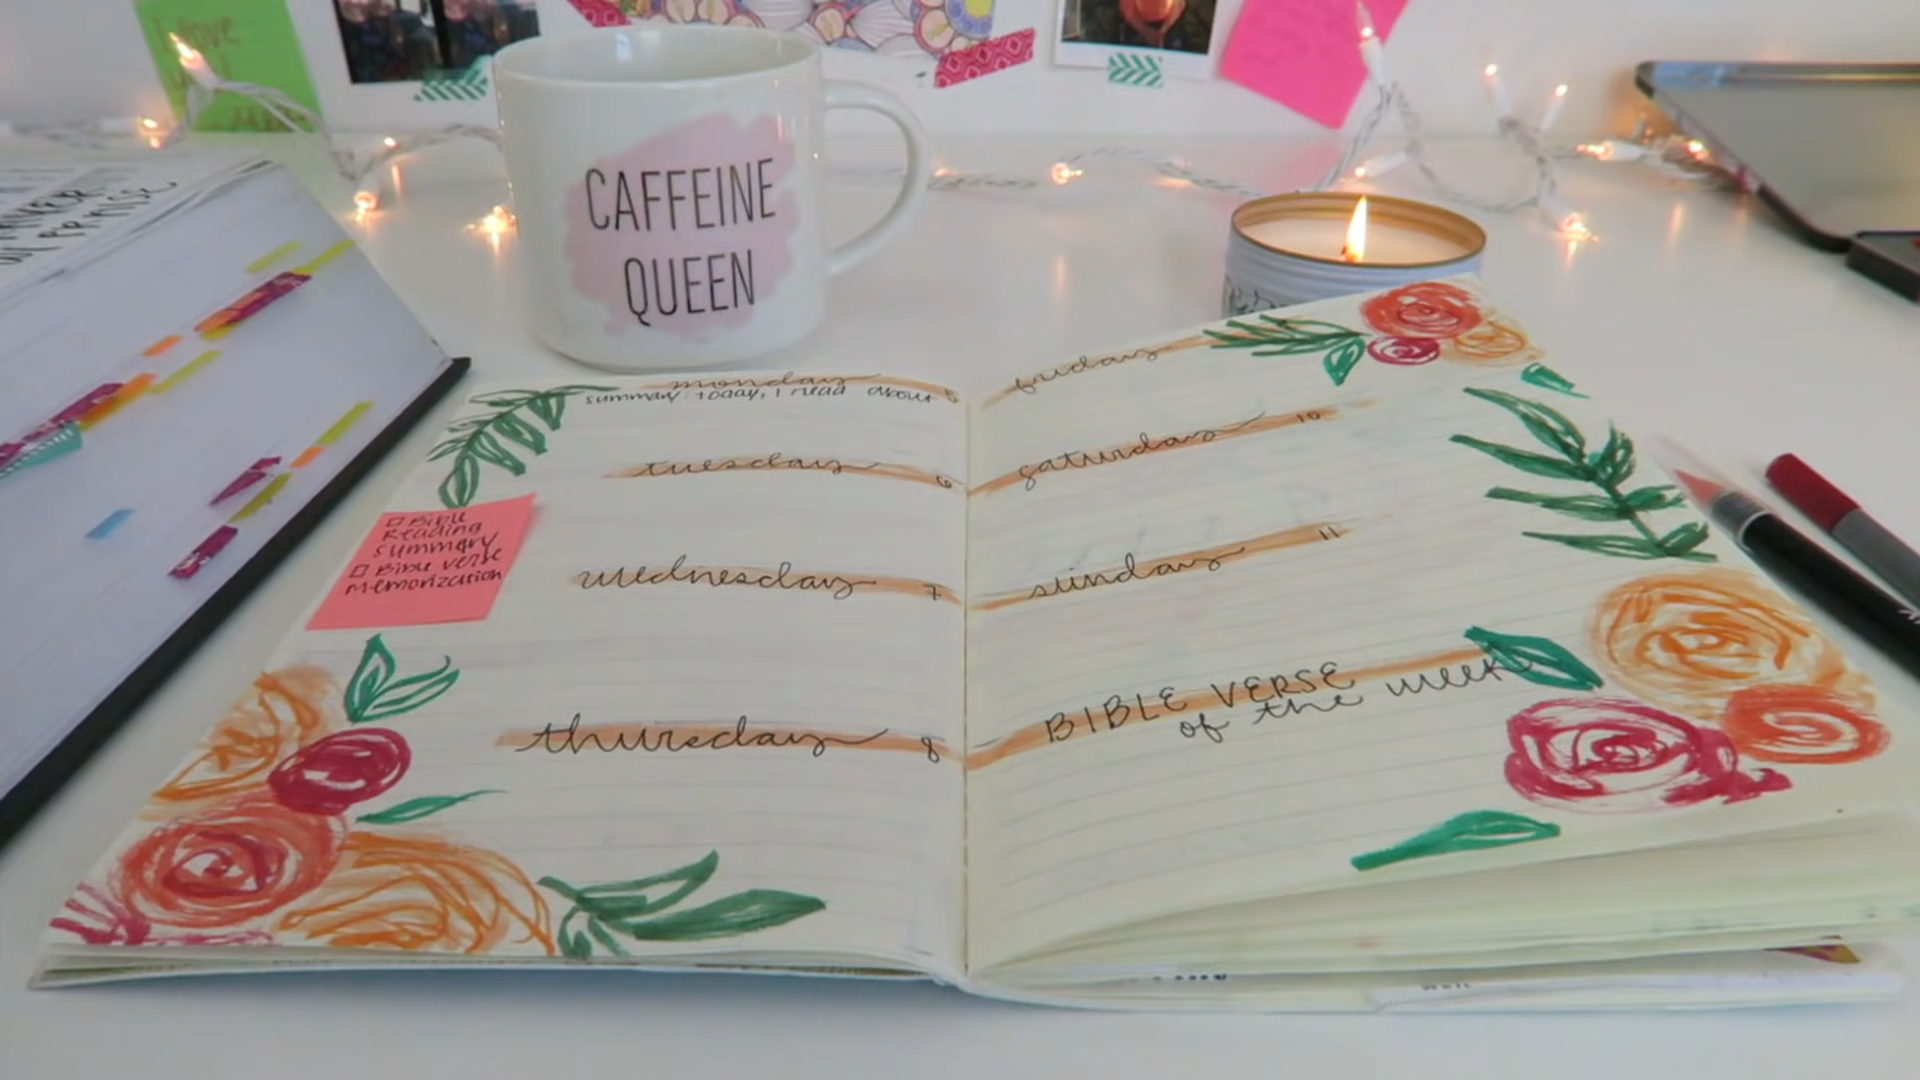 CAFFEINE
QUEEN
monday 5
summary: today, I read about
tuesday 6
□ Bible
Reading
summary
□ Bible verse
memorization
wednesday 7
thursday 8
friday
saturday 10
sunday 11
BIBLE VERSE
of the week